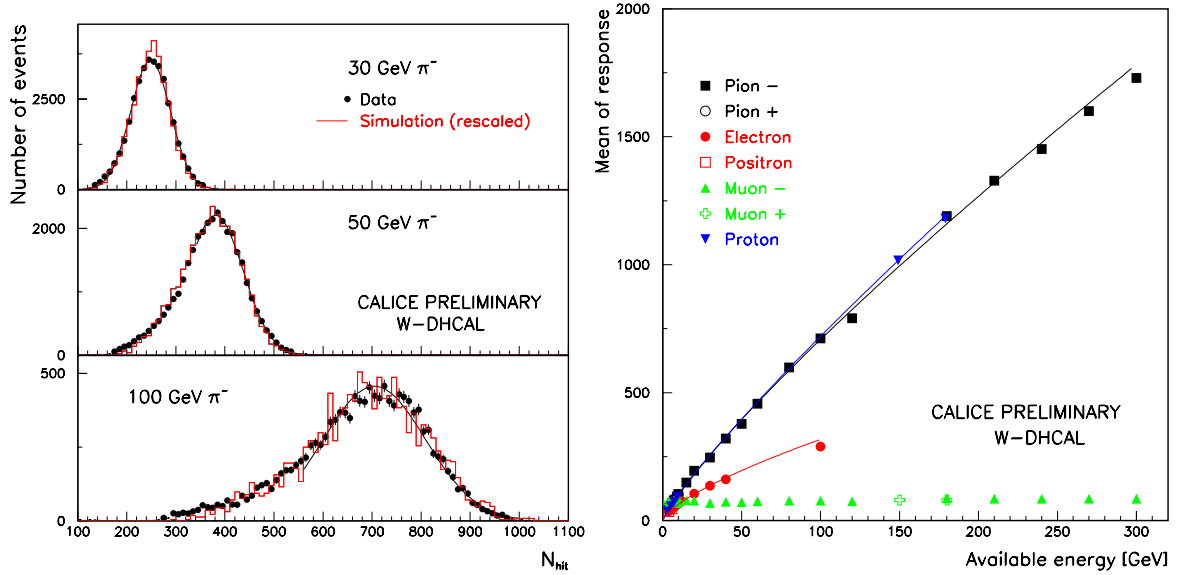 Number of events
30 GeV π⁻
Data
Simulation (rescaled)
2500
0
50 GeV π⁻
2000
CALICE PRELIMINARY
W-DHCAL
0
500
100 GeV π⁻
0
100 200 300 400 500 600 700 800 900 1000 1100
N_hit
Mean of response
2000
1500
1000
500
0
Pion -
Pion +
Electron
Positron
Muon -
Muon +
Proton
CALICE PRELIMINARY
W-DHCAL
0 50 100 150 200 250 300
Available energy [GeV]